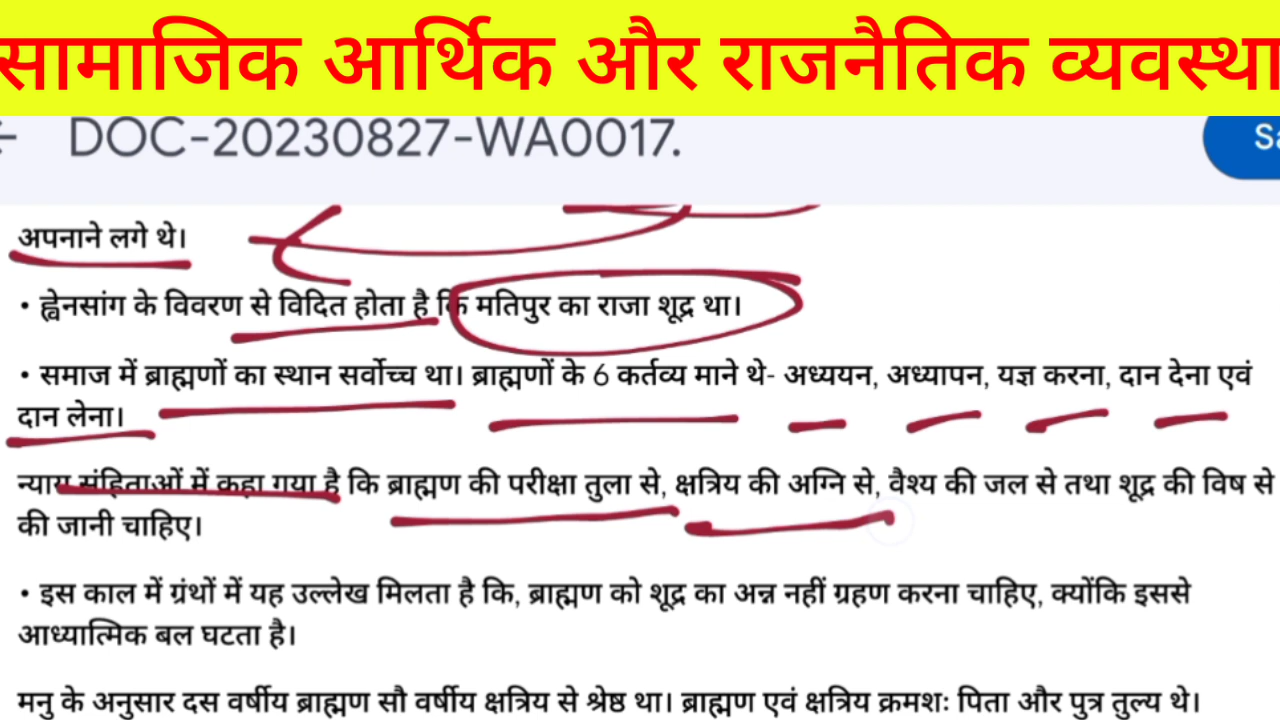 सामाजिक आर्थिक और राजनैतिक व्यवस्था
DOC-20230827-WA0017.
Sa
अपनाने लगे थे।
• ह्वेनसांग के विवरण से विदित होता है कि मतिपुर का राजा शूद्र था।
• समाज में ब्राह्मणों का स्थान सर्वोच्च था। ब्राह्मणों के 6 कर्तव्य माने थे- अध्ययन, अध्यापन, यज्ञ करना, दान देना एवं
दान लेना।
न्याय संहिताओं में कहा गया है कि ब्राह्मण की परीक्षा तुला से, क्षत्रिय की अग्नि से, वैश्य की जल से तथा शूद्र की विष से
की जानी चाहिए।
• इस काल में ग्रंथों में यह उल्लेख मिलता है कि, ब्राह्मण को शूद्र का अन्न नहीं ग्रहण करना चाहिए, क्योंकि इससे
आध्यात्मिक बल घटता है।
मनु के अनुसार दस वर्षीय ब्राह्मण सौ वर्षीय क्षत्रिय से श्रेष्ठ था। ब्राह्मण एवं क्षत्रिय क्रमशः पिता और पुत्र तुल्य थे।